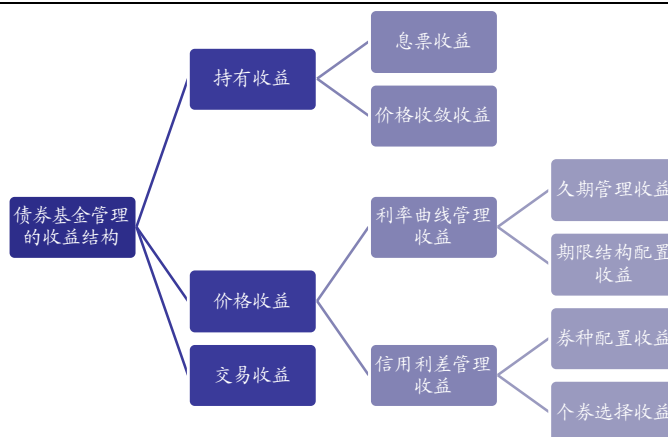 债券基金管理
的收益结构
持有收益
息票收益
价格收敛收益
价格收益
利率曲线管理
收益
久期管理收益
期限结构配置
收益
信用利差管理
收益
券种配置收益
个券选择收益
交易收益